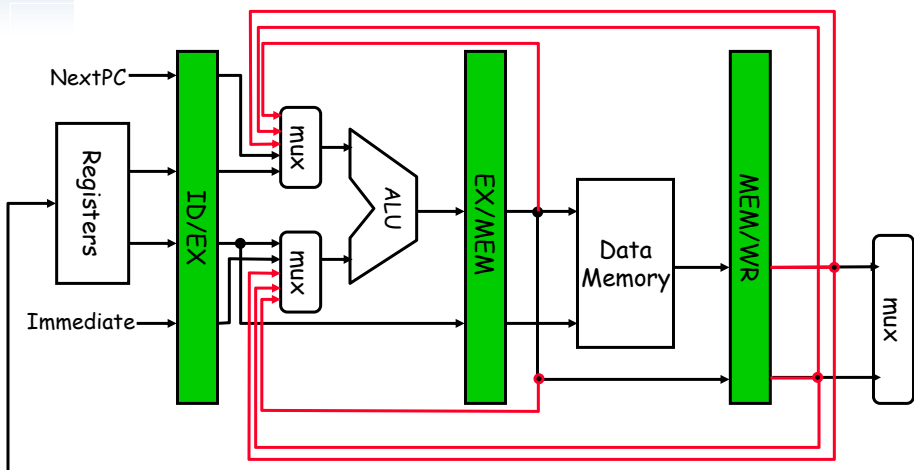 NextPC
Registers
Immediate
ID/EX
mux
mux
ALU
EX/MEM
Data
Memory
MEM/WR
mux